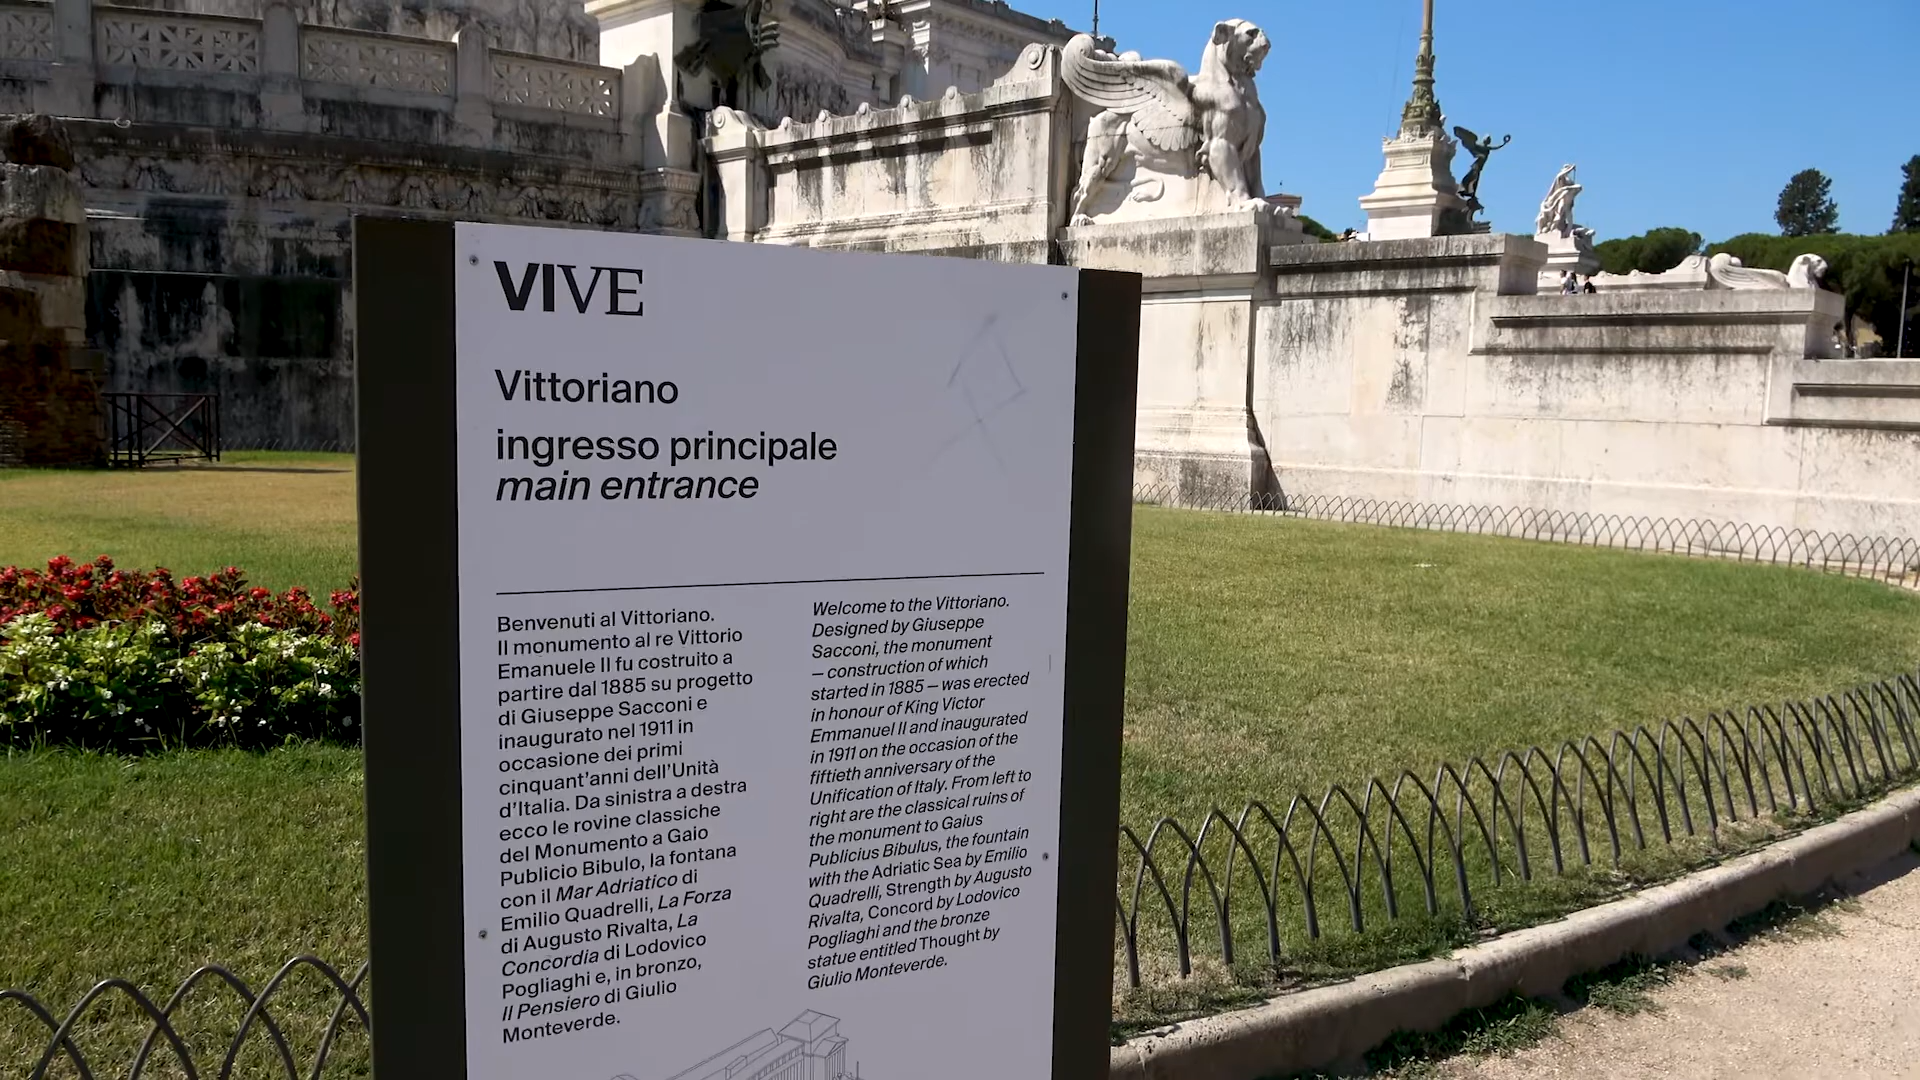 VIVE
Vittoriano
ingresso principale
main entrance
Benvenuti al Vittoriano.
Il monumento al re Vittorio
Emanuele II fu costruito a
partire dal 1885 su progetto
di Giuseppe Sacconi e
inaugurato nel 1911 in
occasione dei primi
cinquant'anni dell'Unità
d'Italia. Da sinistra a destra
ecco le rovine classiche
del Monumento a Gaio
Publicio Bibulo, la fontana
con il Mar Adriatico di
Emilio Quadrelli, La Forza
di Augusto Rivalta, La
Concordia di Lodovico
Pogliaghi e, in bronzo,
Il Pensiero di Giulio
Monteverde.
Welcome to the Vittoriano.
Designed by Giuseppe
Sacconi, the monument
– construction of which
started in 1885 – was erected
in honour of King Victor
Emmanuel II and inaugurated
in 1911 on the occasion of the
fiftieth anniversary of the
Unification of Italy. From left to
right are the classical ruins of
the monument to Gaius
Publicius Bibulus, the fountain
with the Adriatic Sea by Emilio
Quadrelli, Strength by Augusto
Rivalta, Concord by Lodovico
Pogliaghi and the bronze
statue entitled Thought by
Giulio Monteverde.